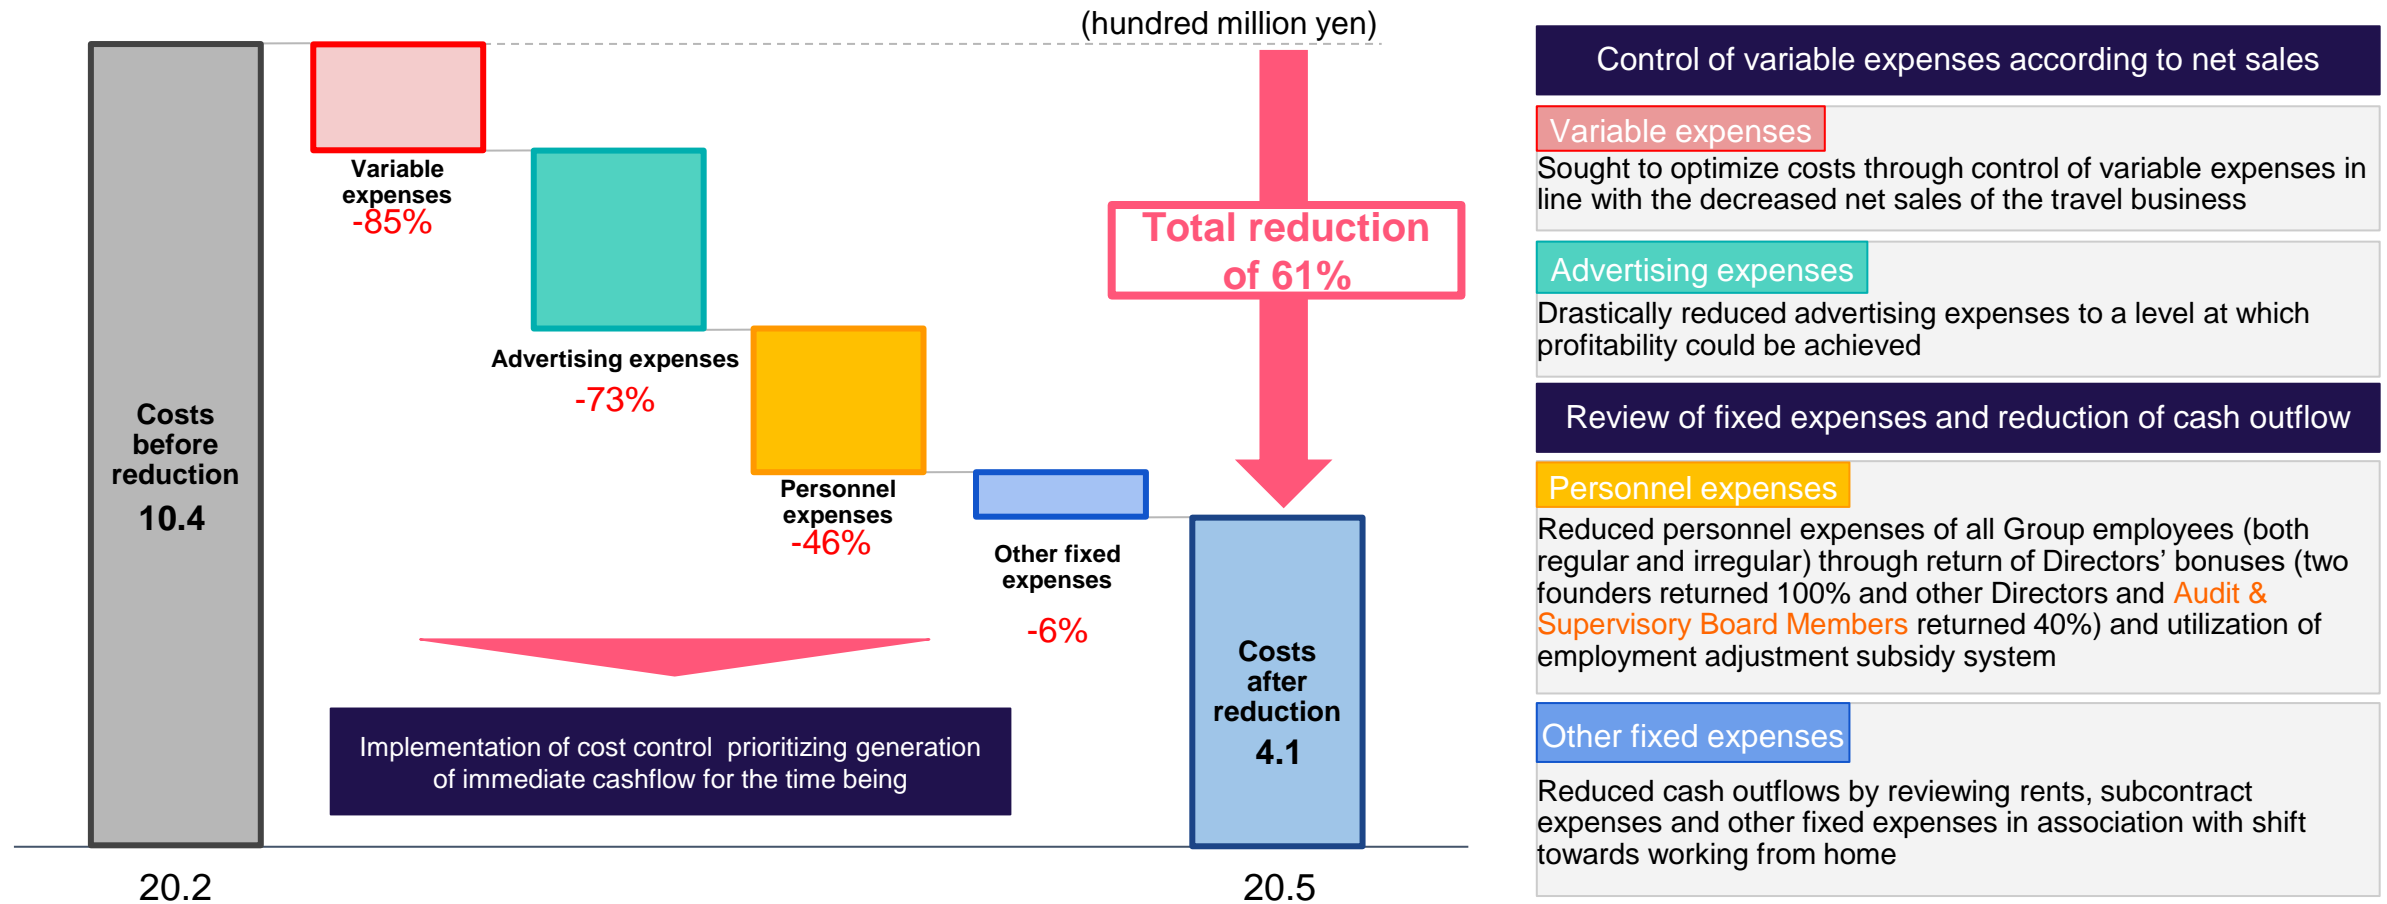 (hundred million yen)
Costs
before
reduction
10.4
Variable
expenses
-85%
Advertising expenses
-73%
Personnel
expenses
-46%
Other fixed
expenses
-6%
Total reduction
of 61%
Costs
after
reduction
4.1
Implementation of cost control  prioritizing generation
of immediate cashflow for the time being
20.2
20.5
Control of variable expenses according to net sales
Variable expenses
Sought to optimize costs through control of variable expenses in
line with the decreased net sales of the travel business
Advertising expenses
Drastically reduced advertising expenses to a level at which
profitability could be achieved
Review of fixed expenses and reduction of cash outflow
Personnel expenses
Reduced personnel expenses of all Group employees (both
regular and irregular) through return of Directors’ bonuses (two
founders returned 100% and other Directors and Audit &
Supervisory Board Members returned 40%) and utilization of
employment adjustment subsidy system
Other fixed expenses
Reduced cash outflows by reviewing rents, subcontract
expenses and other fixed expenses in association with shift
towards working from home